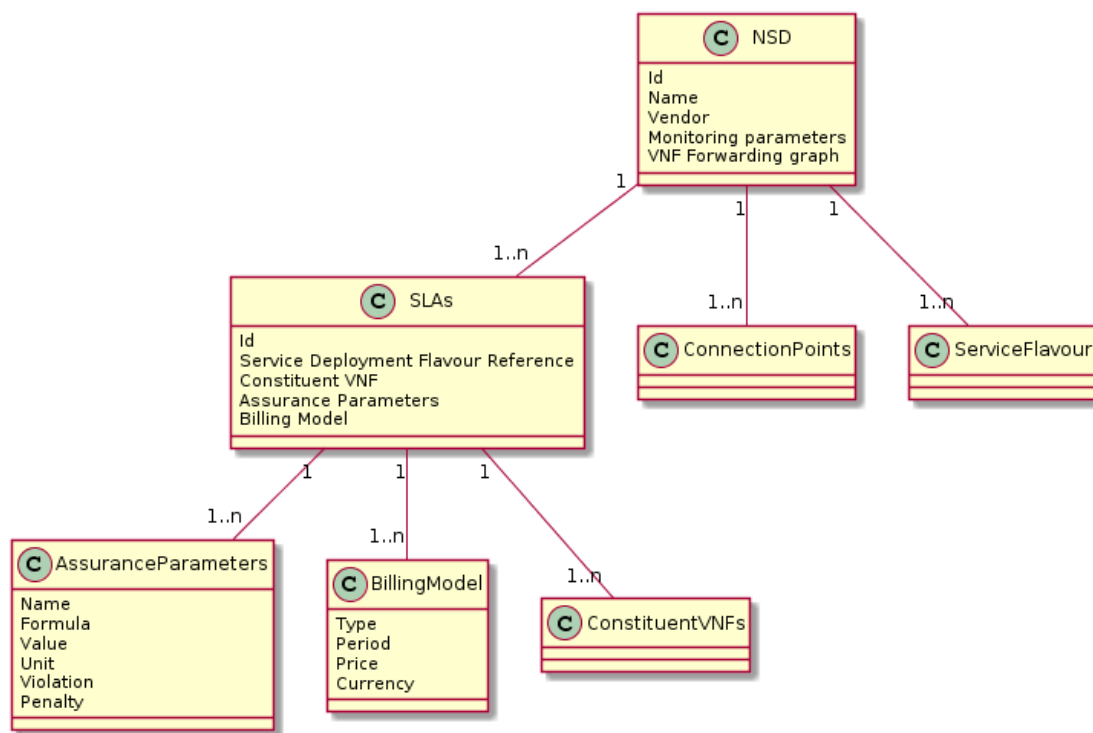 C NSD
Id
Name
Vendor
Monitoring parameters
VNF Forwarding graph
1
1
1
1..n
1..n
1..n
C SLAs
Id
Service Deployment Flavour Reference
Constituent VNF
Assurance Parameters
Billing Model
C ConnectionPoints
C ServiceFlavour
1
1
1
1..n
1..n
1..n
C AssuranceParameters
Name
Formula
Value
Unit
Violation
Penalty
C BillingModel
Type
Period
Price
Currency
C ConstituentVNFs